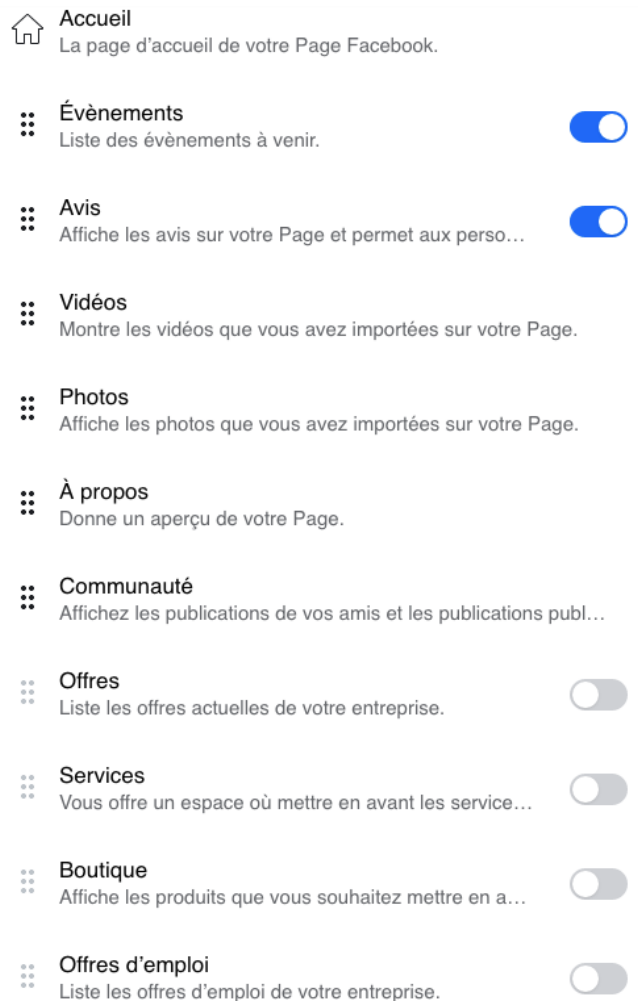 Accueil
La page d’accueil de votre Page Facebook.
Évènements
Liste des évènements à venir.
Avis
Affiche les avis sur votre Page et permet aux perso…
Vidéos
Montre les vidéos que vous avez importées sur votre Page.
Photos
Affiche les photos que vous avez importées sur votre Page.
À propos
Donne un aperçu de votre Page.
Communauté
Affichez les publications de vos amis et les publications publ…
Offres
Liste les offres actuelles de votre entreprise.
Services
Vous offre un espace où mettre en avant les service…
Boutique
Affiche les produits que vous souhaitez mettre en a…
Offres d’emploi
Liste les offres d’emploi de votre entreprise.